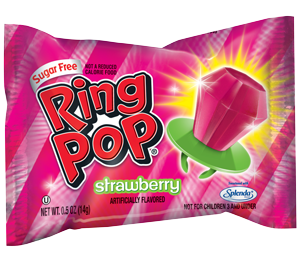 Sugar Free
NOT A REDUCED
CALORIE FOOD
Ring
POP®
strawberry
ARTIFICIALLY FLAVORED
U
NET WT. 0.5 OZ (14g)
Splenda
NOT FOR CHILDREN 3 AND UNDER